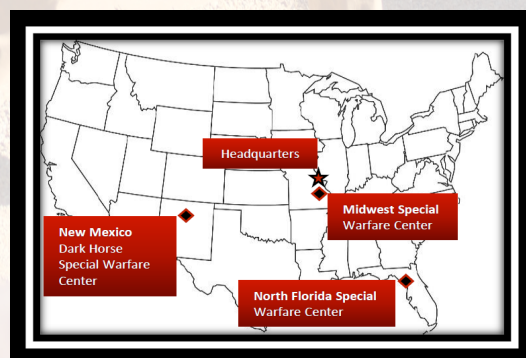 Headquarters
Midwest Special
Warfare Center
New Mexico
Dark Horse
Special Warfare
Center
North Florida Special
Warfare Center